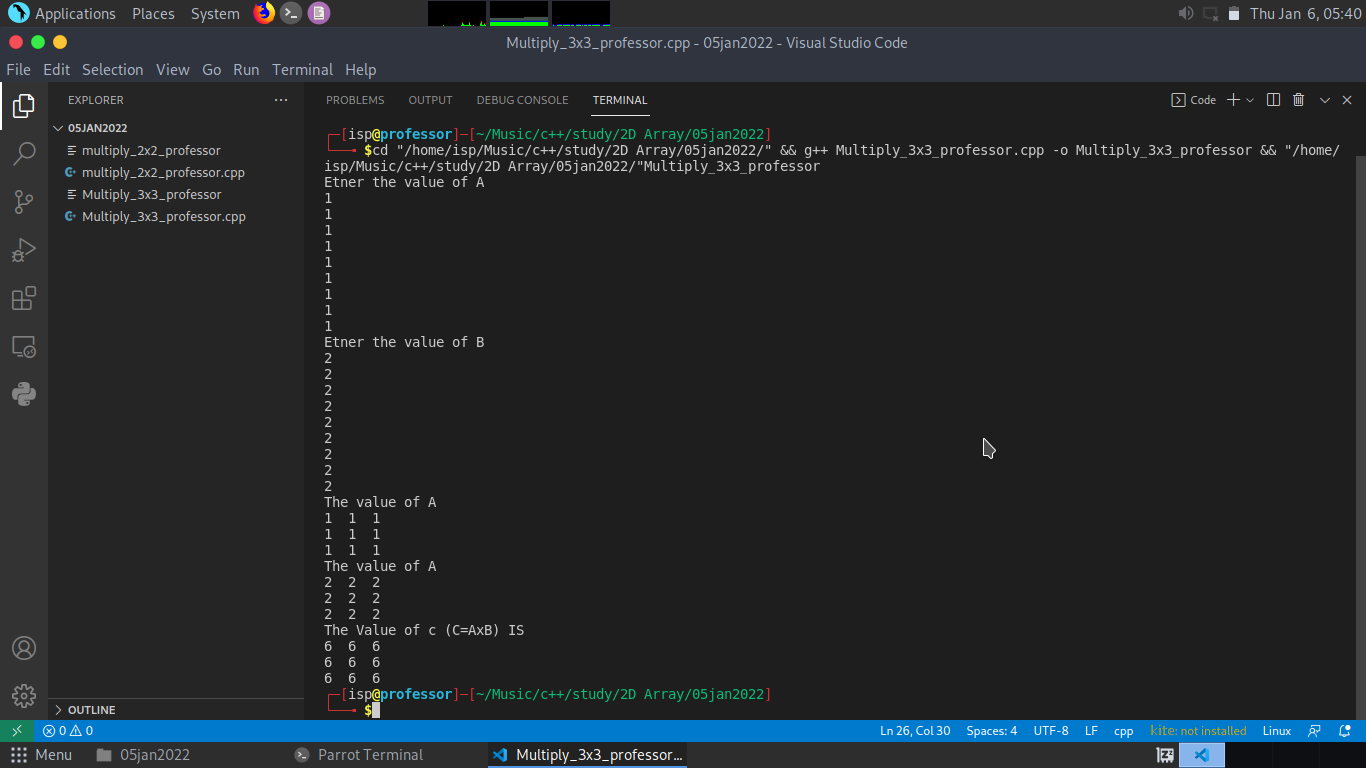 Applications Places System Thu Jan 6, 05:40
Multiply_3x3_professor.cpp - 05jan2022 - Visual Studio Code
File Edit Selection View Go Run Terminal Help
EXPLORER
05JAN2022
multiply_2x2_professor
multiply_2x2_professor.cpp
Multiply_3x3_professor
Multiply_3x3_professor.cpp
OUTLINE
PROBLEMS OUTPUT DEBUG CONSOLE TERMINAL Code
[isp@professor]-[~/Music/c++/study/2D Array/05jan2022]
$cd "/home/isp/Music/c++/study/2D Array/05jan2022/" && g++ Multiply_3x3_professor.cpp -o Multiply_3x3_professor && "/home/
isp/Music/c++/study/2D Array/05jan2022/"Multiply_3x3_professor
Etner the value of A
1
1
1
1
1
1
1
1
1
Etner the value of B
2
2
2
2
2
2
2
2
2
The value of A
1 1 1
1 1 1
1 1 1
The value of A
2 2 2
2 2 2
2 2 2
The Value of c (C=AxB) IS
6 6 6
6 6 6
6 6 6
[isp@professor]-[~/Music/c++/study/2D Array/05jan2022]
$
0 0 Ln 26, Col 30 Spaces: 4 UTF-8 LF cpp kite: not installed Linux
Menu 05jan2022 Parrot Terminal Multiply_3x3_professor...